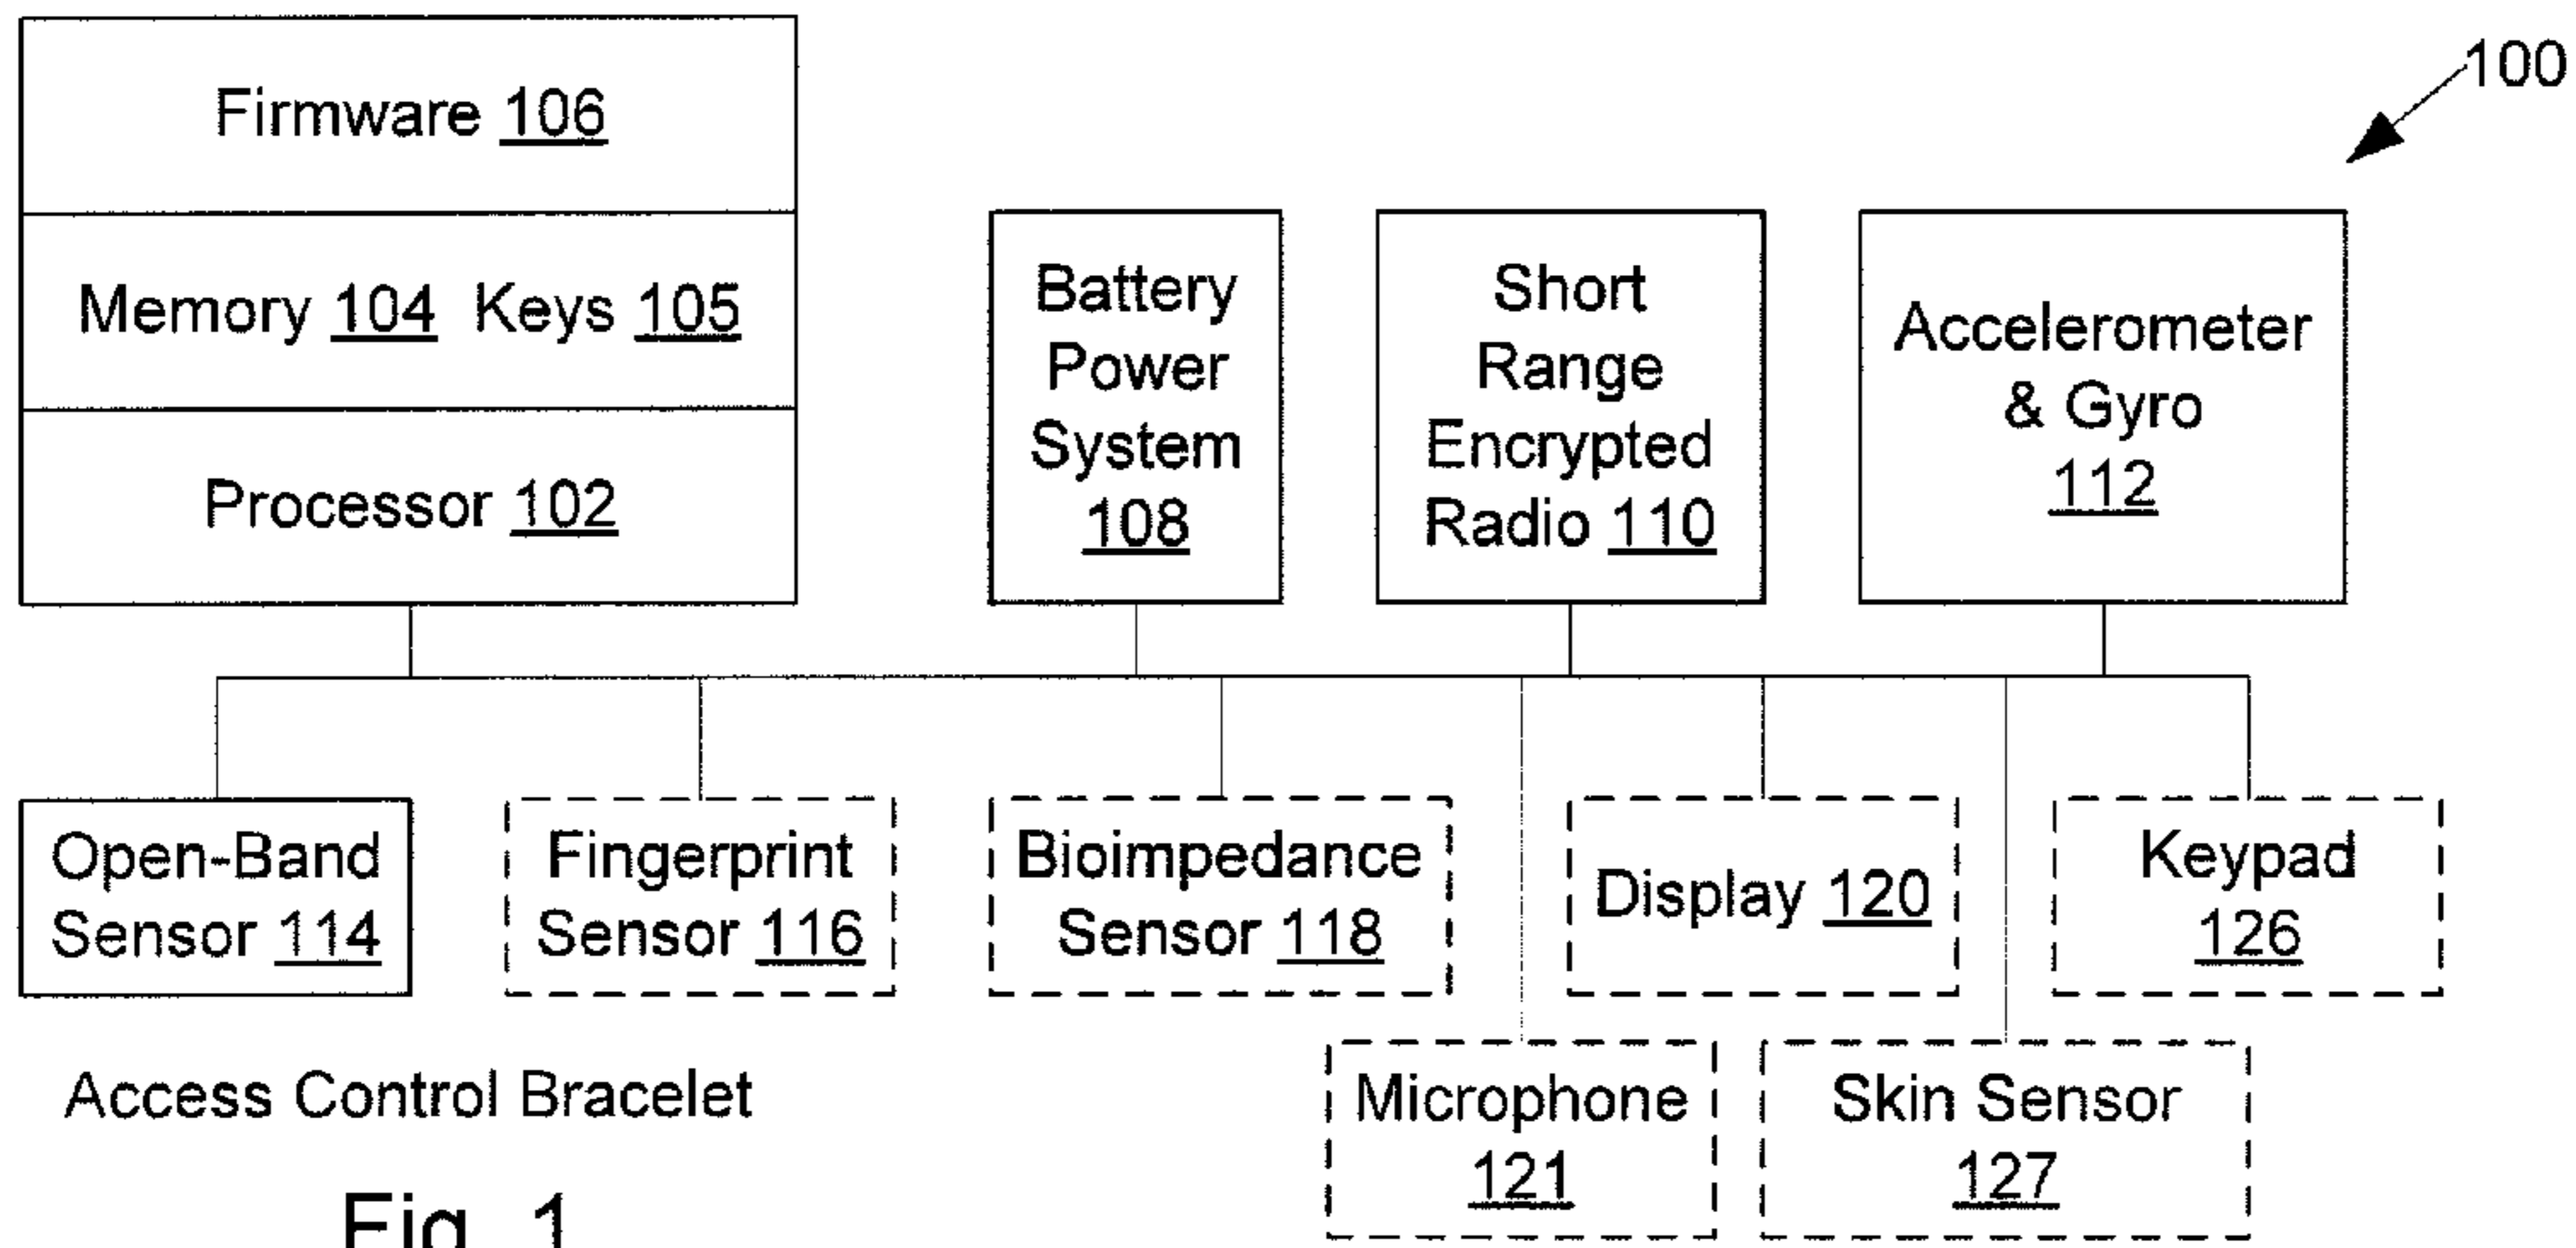 100
Firmware 106
Memory 104 Keys 105
Processor 102
Battery
Power
System
108
Short
Range
Encrypted
Radio 110
Accelerometer
& Gyro
112
Open-Band
Sensor 114
Fingerprint
Sensor 116
Bioimpedance
Sensor 118
Display 120
Keypad
126
Microphone
121
Skin Sensor
127
Access Control Bracelet
Fig. 1